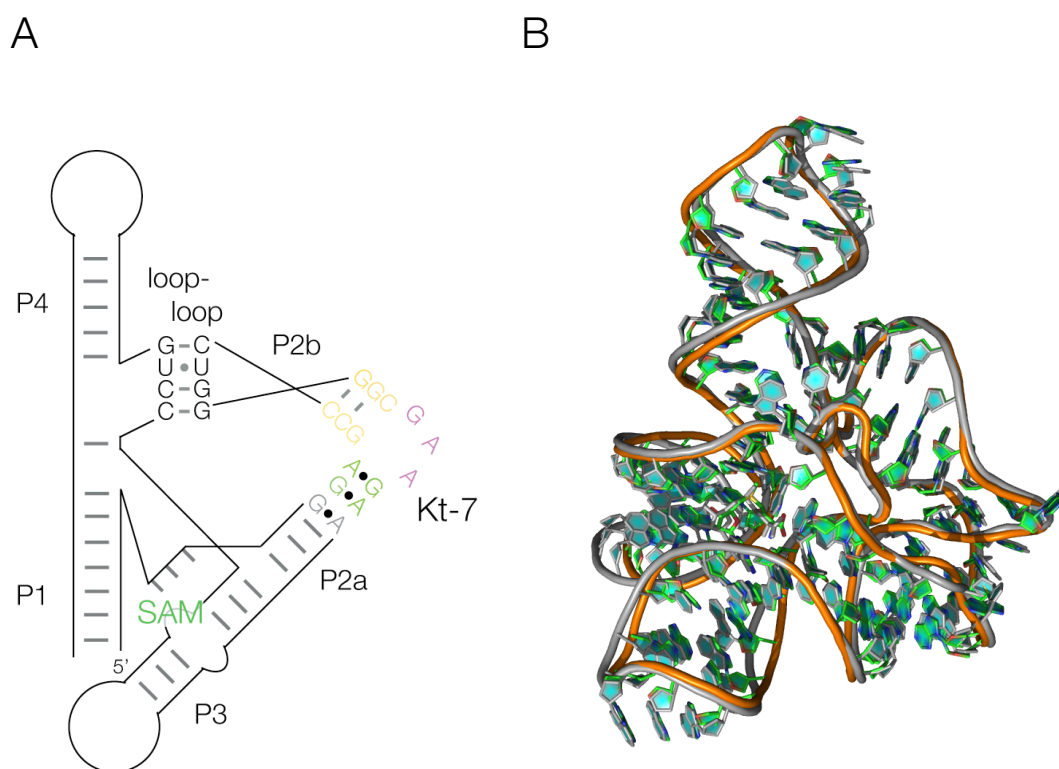 A
B
P4
loop-
loop
P2b
G C
U U
C G
C G
GGC
CCG
G
A
A
A G
G A
G A
Kt-7
P2a
P1
SAM
5'
P3